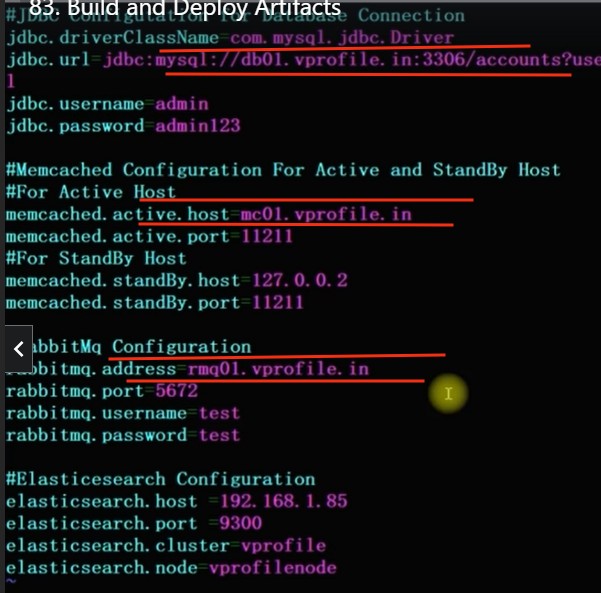 83. Build and Deploy Artifacts
#JDBC Configutation for Database Connection
jdbc.driverClassName=com.mysql.jdbc.Driver
jdbc.url=jdbc:mysql://db01.vprofile.in:3306/accounts?use
l
jdbc.username=admin
jdbc.password=admin123
#Memcached Configuration For Active and StandBy Host
#For Active Host
memcached.active.host=mc01.vprofile.in
memcached.active.port=11211
#For StandBy Host
memcached.standBy.host=127.0.0.2
memcached.standBy.port=11211
abbitMq Configuration
rabbitmq.address=rmq01.vprofile.in
rabbitmq.port=5672
rabbitmq.username=test
rabbitmq.password=test
#Elasticesearch Configuration
elasticsearch.host =192.168.1.85
elasticsearch.port =9300
elasticsearch.cluster=vprofile
elasticsearch.node=vprofilenode
~